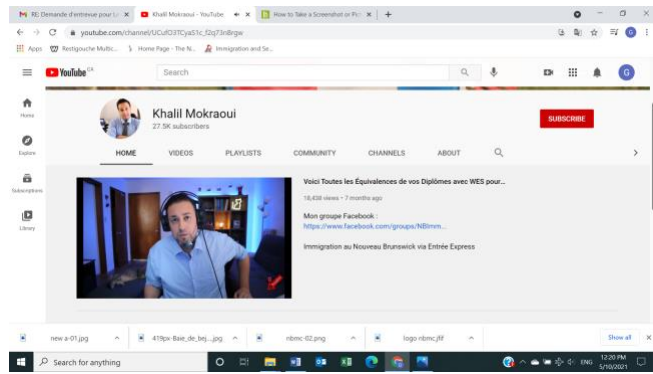 RE: Demande d'entrevue pour L
Khalil Mokraoui - YouTube
How to Take a Screenshot or Pi
youtube.com/channel/UCufO3TCyaS1c_f2q73nBrgw
Apps
Restigouche Multic...
Home Page - The N...
Immigration and Se...
YouTube CA
Search
G
Home
Explore
Subscriptions
Library
Khalil Mokraoui
27.5K subscribers
SUBSCRIBE
HOME VIDEOS PLAYLISTS COMMUNITY CHANNELS ABOUT
Voici Toutes les Équivalences de vos Diplômes avec WES pour...
18,438 views • 7 months ago
Mon groupe Facebook :
https://www.facebook.com/groups/NBImm...
Immigration au Nouveau Brunswick via Entrée Express
new a-01.jpg
419px-Baie_de_bej....jpg
nbmc-02.png
logo nbmc.jfif
Show all
Search for anything
ENG
12:20 PM
5/10/2021